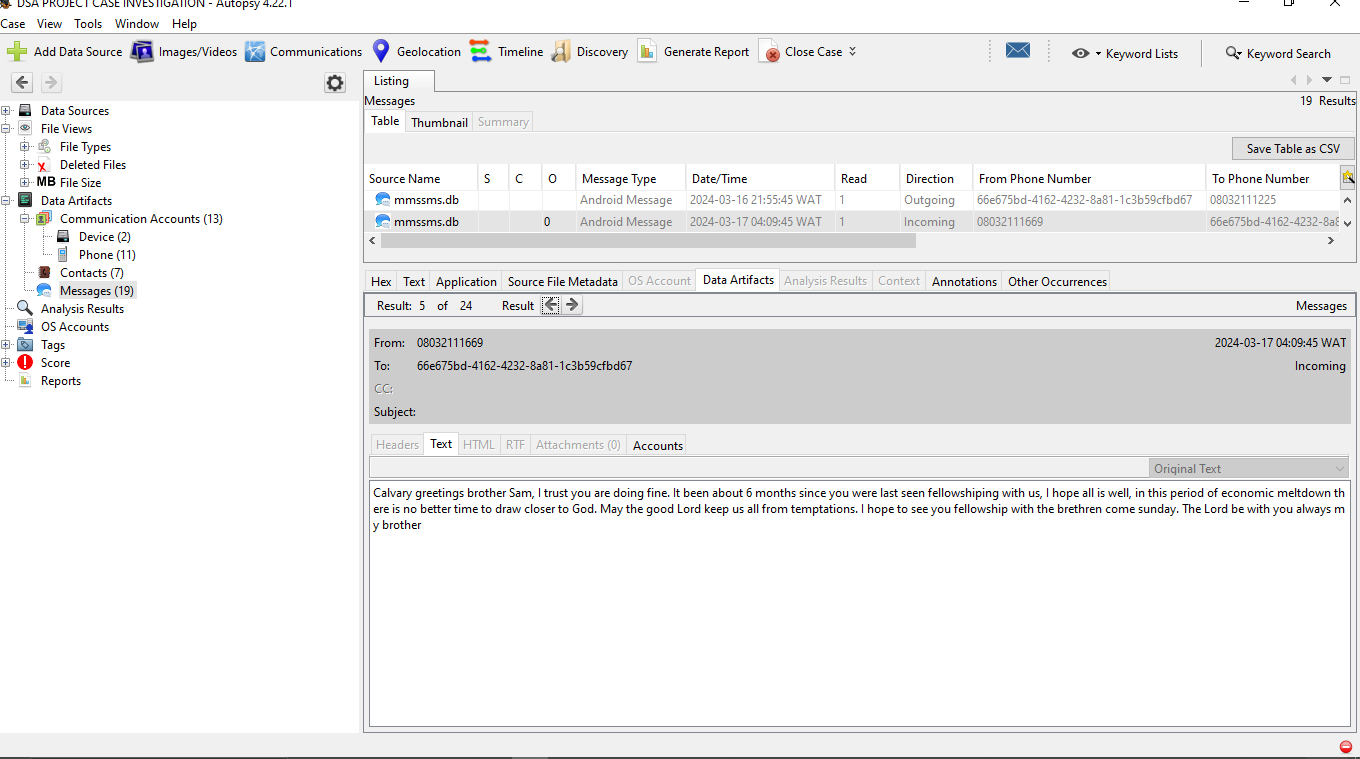 DSA PROJECT CASE INVESTIGATION - Autopsy 4.22.1
Case View Tools Window Help
Add Data Source Images/Videos Communications Geolocation Timeline Discovery Generate Report Close Case Keyword Lists Keyword Search
Listing
Messages 19 Results
Table Thumbnail Summary
Save Table as CSV
Source Name S C O Message Type Date/Time Read Direction From Phone Number To Phone Number
mmssms.db Android Message 2024-03-16 21:55:45 WAT 1 Outgoing 66e675bd-4162-4232-8a81-1c3b59cfbd67 08032111225
mmssms.db 0 Android Message 2024-03-17 04:09:45 WAT 1 Incoming 08032111669 66e675bd-4162-4232-8a8
Data Sources
File Views
File Types
Deleted Files
MB File Size
Data Artifacts
Communication Accounts (13)
Device (2)
Phone (11)
Contacts (7)
Messages (19)
Analysis Results
OS Accounts
Tags
Score
Reports
Hex Text Application Source File Metadata OS Account Data Artifacts Analysis Results Context Annotations Other Occurrences
Result: 5 of 24 Result Messages
From: 08032111669 2024-03-17 04:09:45 WAT
To: 66e675bd-4162-4232-8a81-1c3b59cfbd67 Incoming
CC:
Subject:
Headers Text HTML RTF Attachments (0) Accounts
Original Text
Calvary greetings brother Sam, I trust you are doing fine. It been about 6 months since you were last seen fellowshiping with us, I hope all is well, in this period of economic meltdown th
ere is no better time to draw closer to God. May the good Lord keep us all from temptations. I hope to see you fellowship with the brethren come sunday. The Lord be with you always m
y brother